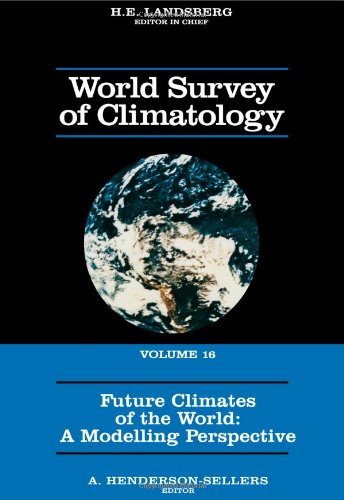 H.E. LANDSBERG
EDITOR IN CHIEF
World Survey
of Climatology
VOLUME 16
Future Climates
of the World:
A Modelling Perspective
A. HENDERSON-SELLERS
EDITOR